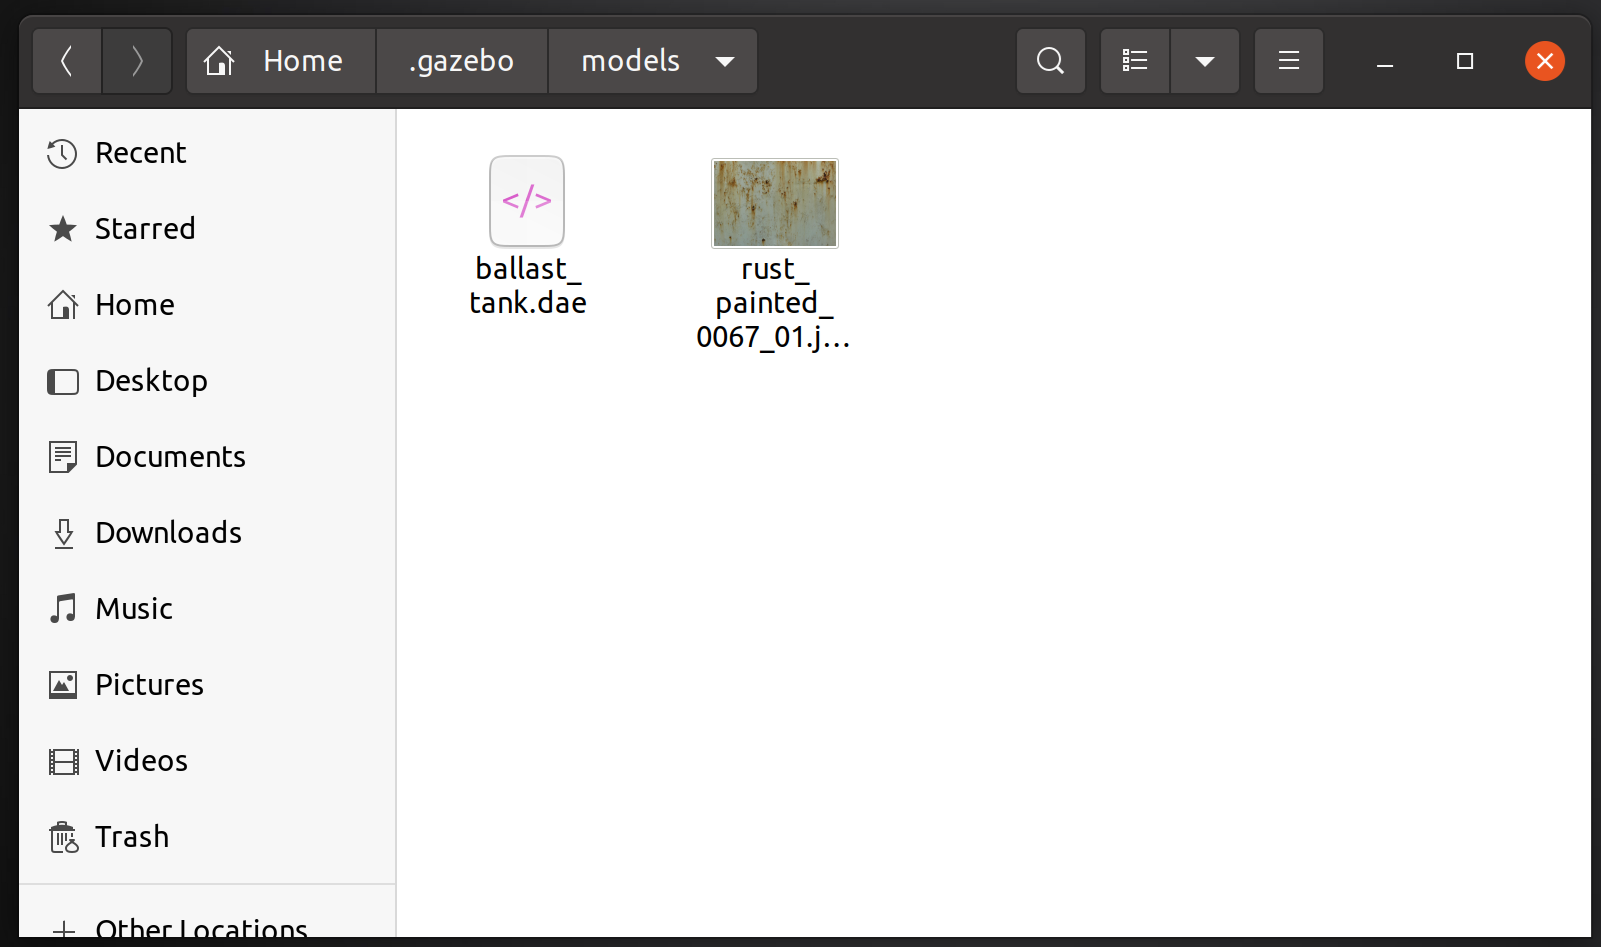 Home
.gazebo
models
Recent
Starred
Home
Desktop
Documents
Downloads
Music
Pictures
Videos
Trash
Other Locations
</>
ballast_
tank.dae
rust_
painted_
0067_01.j...